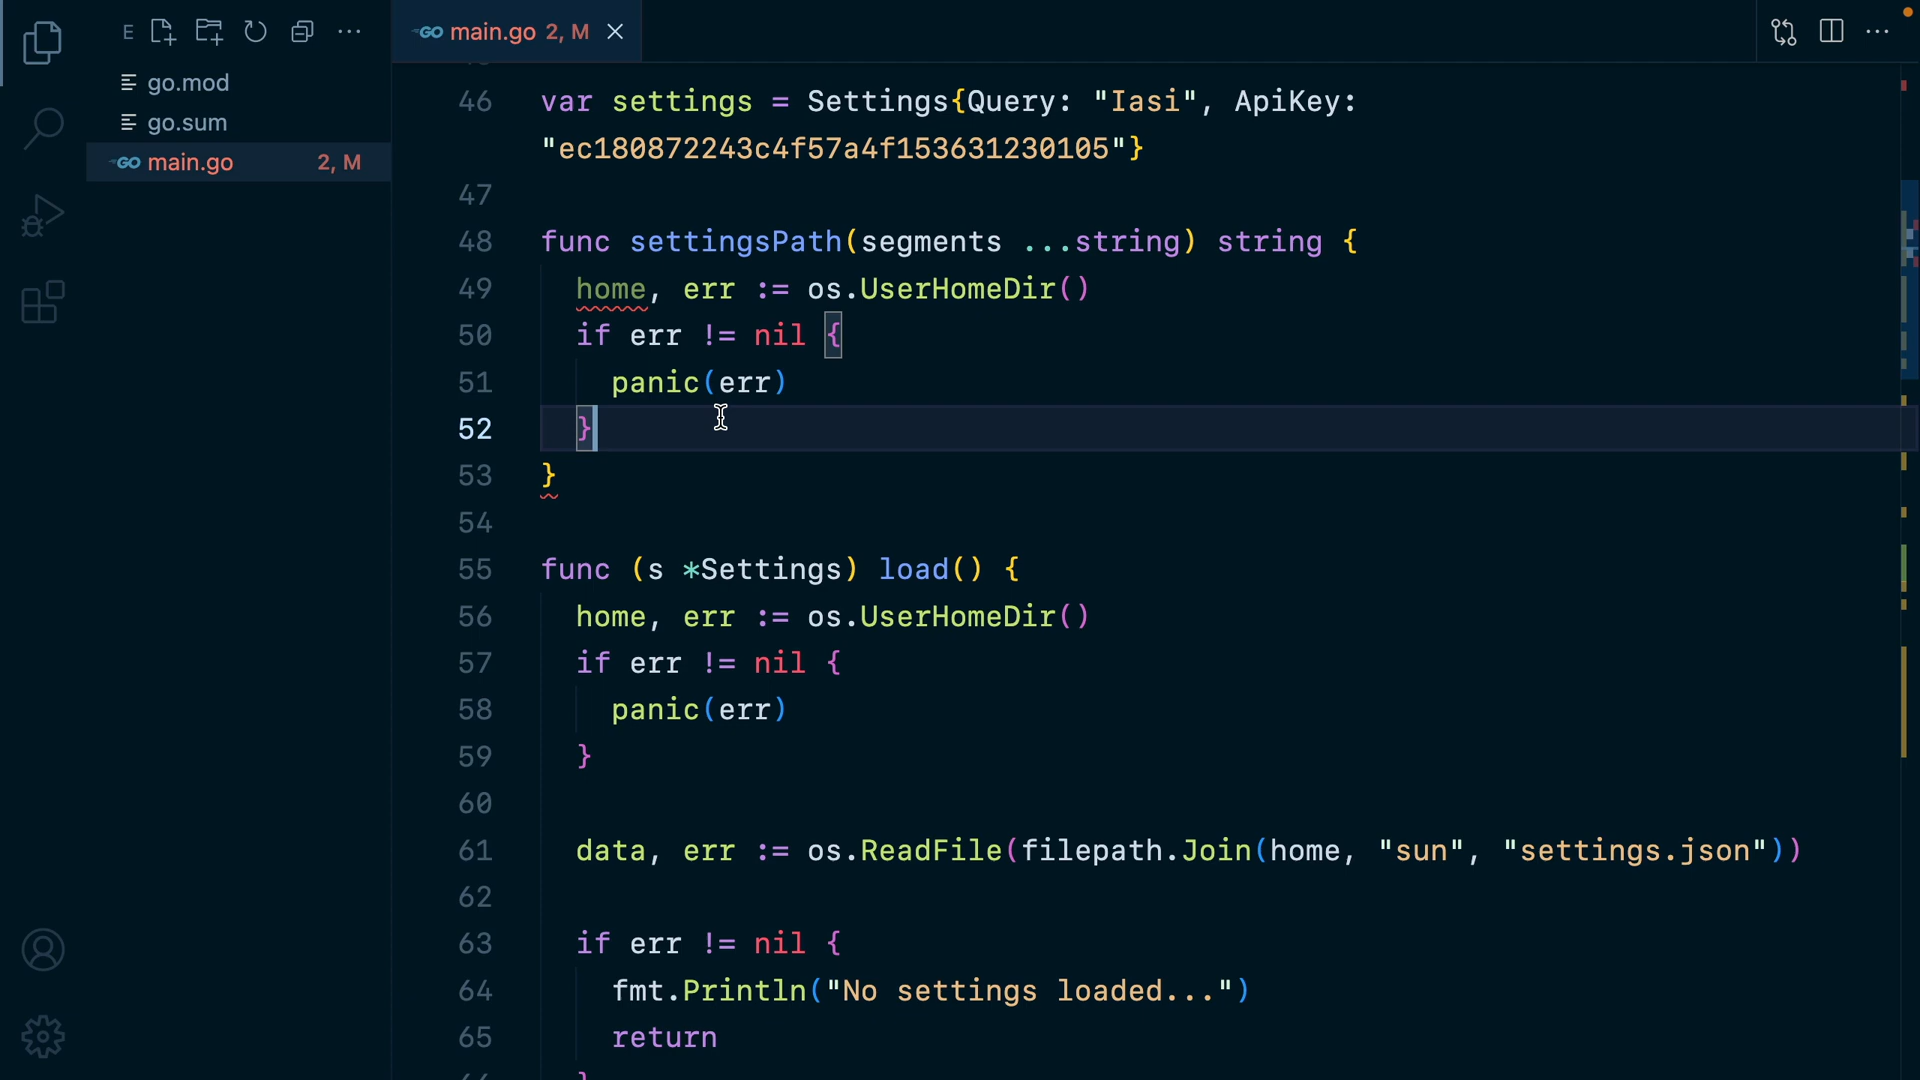 E
go.mod
go.sum
GO main.go 2, M
GO main.go 2, M
46 var settings = Settings{Query: "Iasi", ApiKey:
"ec180872243c4f57a4f153631230105"}
47
48 func settingsPath(segments ...string) string {
49 home, err := os.UserHomeDir()
50 if err != nil {
51 panic(err)
52 }
53 }
54
55 func (s *Settings) load() {
56 home, err := os.UserHomeDir()
57 if err != nil {
58 panic(err)
59 }
60
61 data, err := os.ReadFile(filepath.Join(home, "sun", "settings.json"))
62
63 if err != nil {
64 fmt.Println("No settings loaded...")
65 return